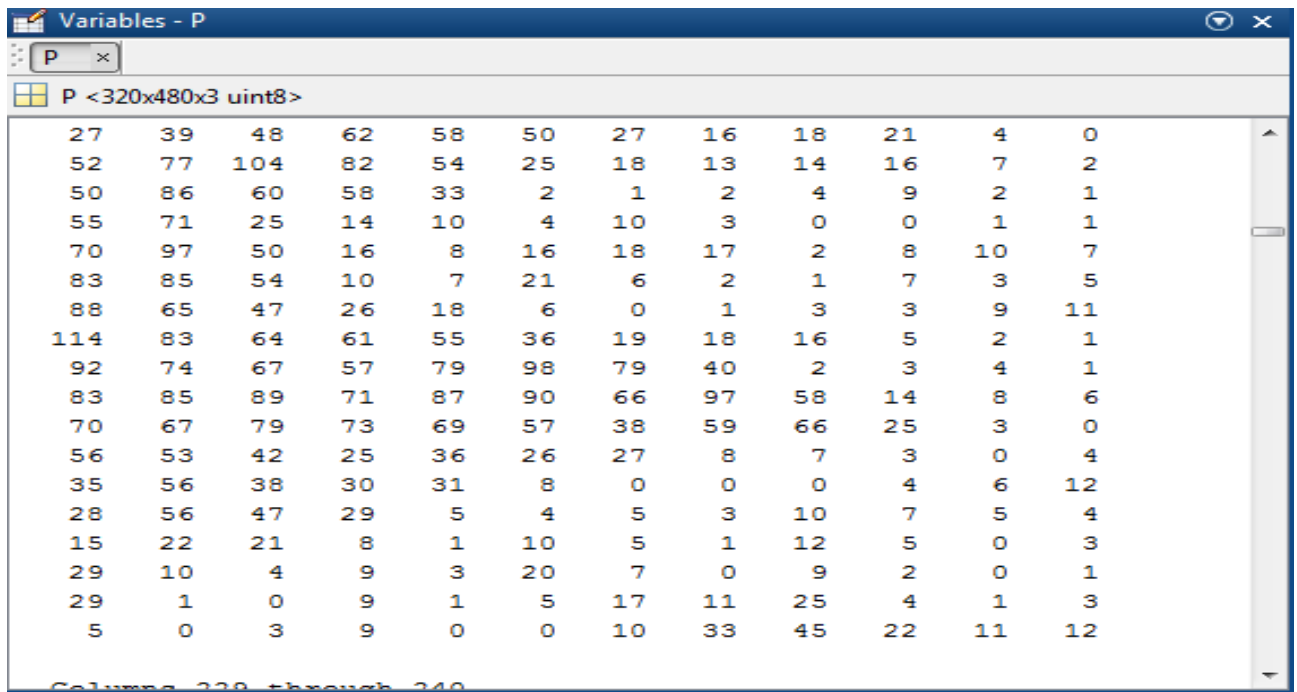 Variables - P
P
P <320x480x3 uint8>
27 39 48 62 58 50 27 16 18 21 4 0
52 77 104 82 54 25 18 13 14 16 7 2
50 86 60 58 33 2 1 2 4 9 2 1
55 71 25 14 10 4 10 3 0 0 1 1
70 97 50 16 8 16 18 17 2 8 10 7
83 85 54 10 7 21 6 2 1 7 3 5
88 65 47 26 18 6 0 1 3 3 9 11
114 83 64 61 55 36 19 18 16 5 2 1
92 74 67 57 79 98 79 40 2 3 4 1
83 85 89 71 87 90 66 97 58 14 8 6
70 67 79 73 69 57 38 59 66 25 3 0
56 53 42 25 36 26 27 8 7 3 0 4
35 56 38 30 31 8 0 0 0 4 6 12
28 56 47 29 5 4 5 3 10 7 5 4
15 22 21 8 1 10 5 1 12 5 0 3
29 10 4 9 3 20 7 0 9 2 0 1
29 1 0 9 1 5 17 11 25 4 1 3
5 0 3 9 0 0 10 33 45 22 11 12
Columns through